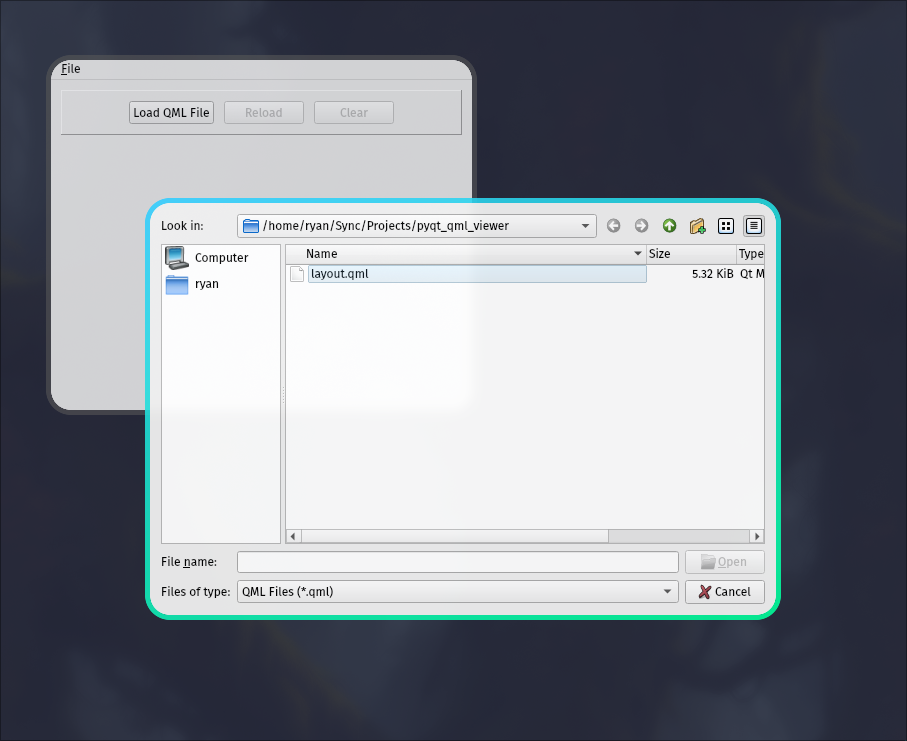 File
Load QML File Reload Clear
Look in: /home/ryan/Sync/Projects/pyqt_qml_viewer
Computer
ryan
Name Size Type
layout.qml 5.32 KiB Qt M
File name: Open
Files of type: QML Files (*.qml) Cancel